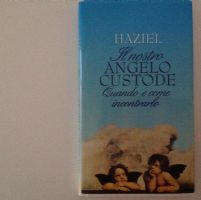 HAZIEL
Il nostro
ANGELO
CUSTODE
Quando e come
incontrarlo